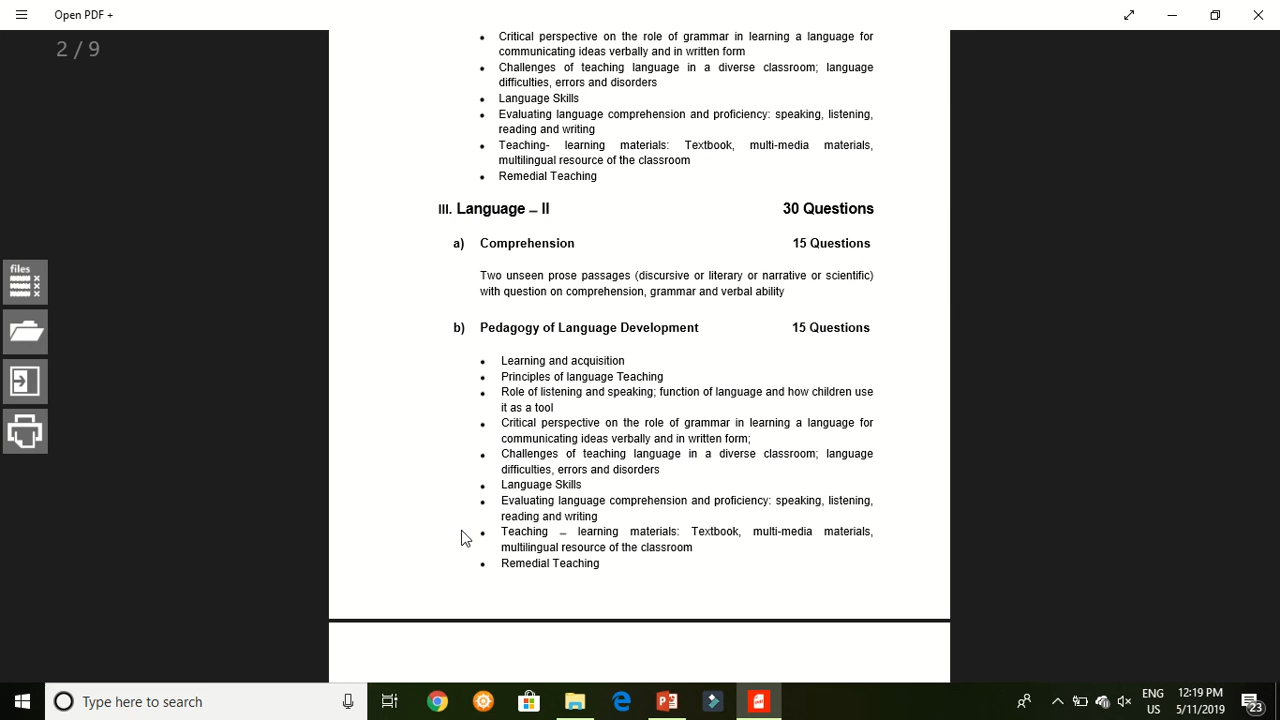 Open PDF +
2 / 9
files
• Critical perspective on the role of grammar in learning a language for
communicating ideas verbally and in written form
• Challenges of teaching language in a diverse classroom; language
difficulties, errors and disorders
• Language Skills
• Evaluating language comprehension and proficiency: speaking, listening,
reading and writing
• Teaching- learning materials: Textbook, multi-media materials,
multilingual resource of the classroom
• Remedial Teaching
III. Language – II 30 Questions
a) Comprehension 15 Questions
Two unseen prose passages (discursive or literary or narrative or scientific)
with question on comprehension, grammar and verbal ability
b) Pedagogy of Language Development 15 Questions
• Learning and acquisition
• Principles of language Teaching
• Role of listening and speaking; function of language and how children use
it as a tool
• Critical perspective on the role of grammar in learning a language for
communicating ideas verbally and in written form;
• Challenges of teaching language in a diverse classroom; language
difficulties, errors and disorders
• Language Skills
• Evaluating language comprehension and proficiency: speaking, listening,
reading and writing
• Teaching – learning materials: Textbook, multi-media materials,
multilingual resource of the classroom
• Remedial Teaching
Type here to search
ENG 12:19 PM
US 5/11/2019
23